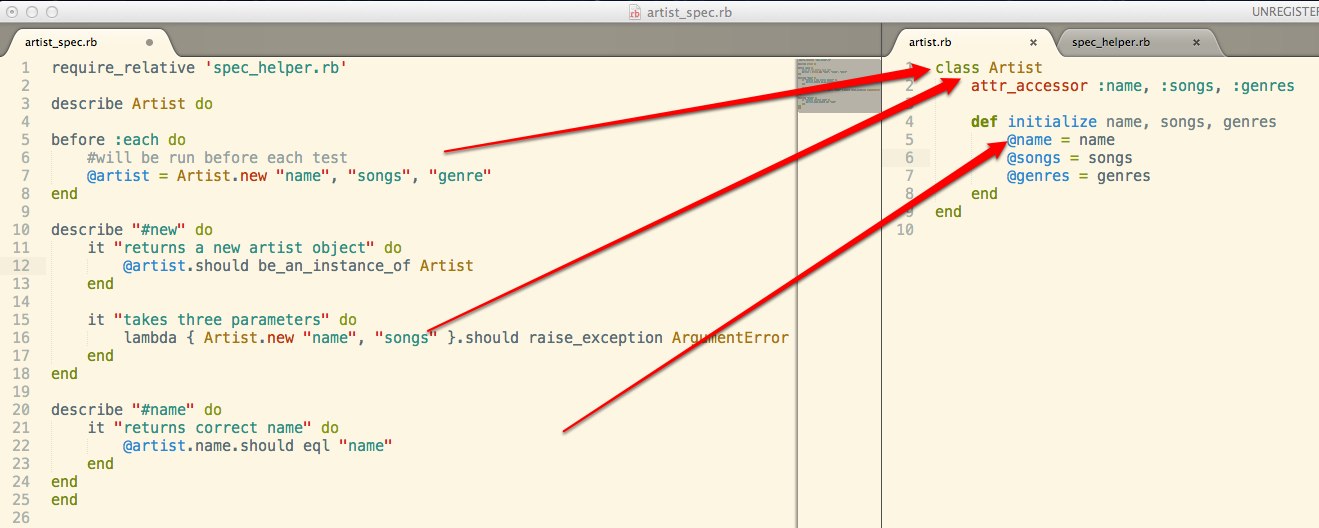 artist_spec.rb
UNREGISTE
artist_spec.rb
1 require_relative 'spec_helper.rb'
2
3 describe Artist do
4
5 before :each do
6     #will be run before each test
7     @artist = Artist.new "name", "songs", "genre"
8 end
9
10 describe "#new" do
11     it "returns a new artist object" do
12         @artist.should be_an_instance_of Artist
13     end
14
15     it "takes three parameters" do
16         lambda { Artist.new "name", "songs" }.should raise_exception ArgumentError
17     end
18 end
19
20 describe "#name" do
21     it "returns correct name" do
22         @artist.name.should eql "name"
23     end
24 end
25 end
26
artist.rb ×
spec_helper.rb ×
1 class Artist
2     attr_accessor :name, :songs, :genres
3
4     def initialize name, songs, genres
5         @name = name
6         @songs = songs
7         @genres = genres
8     end
9 end
10